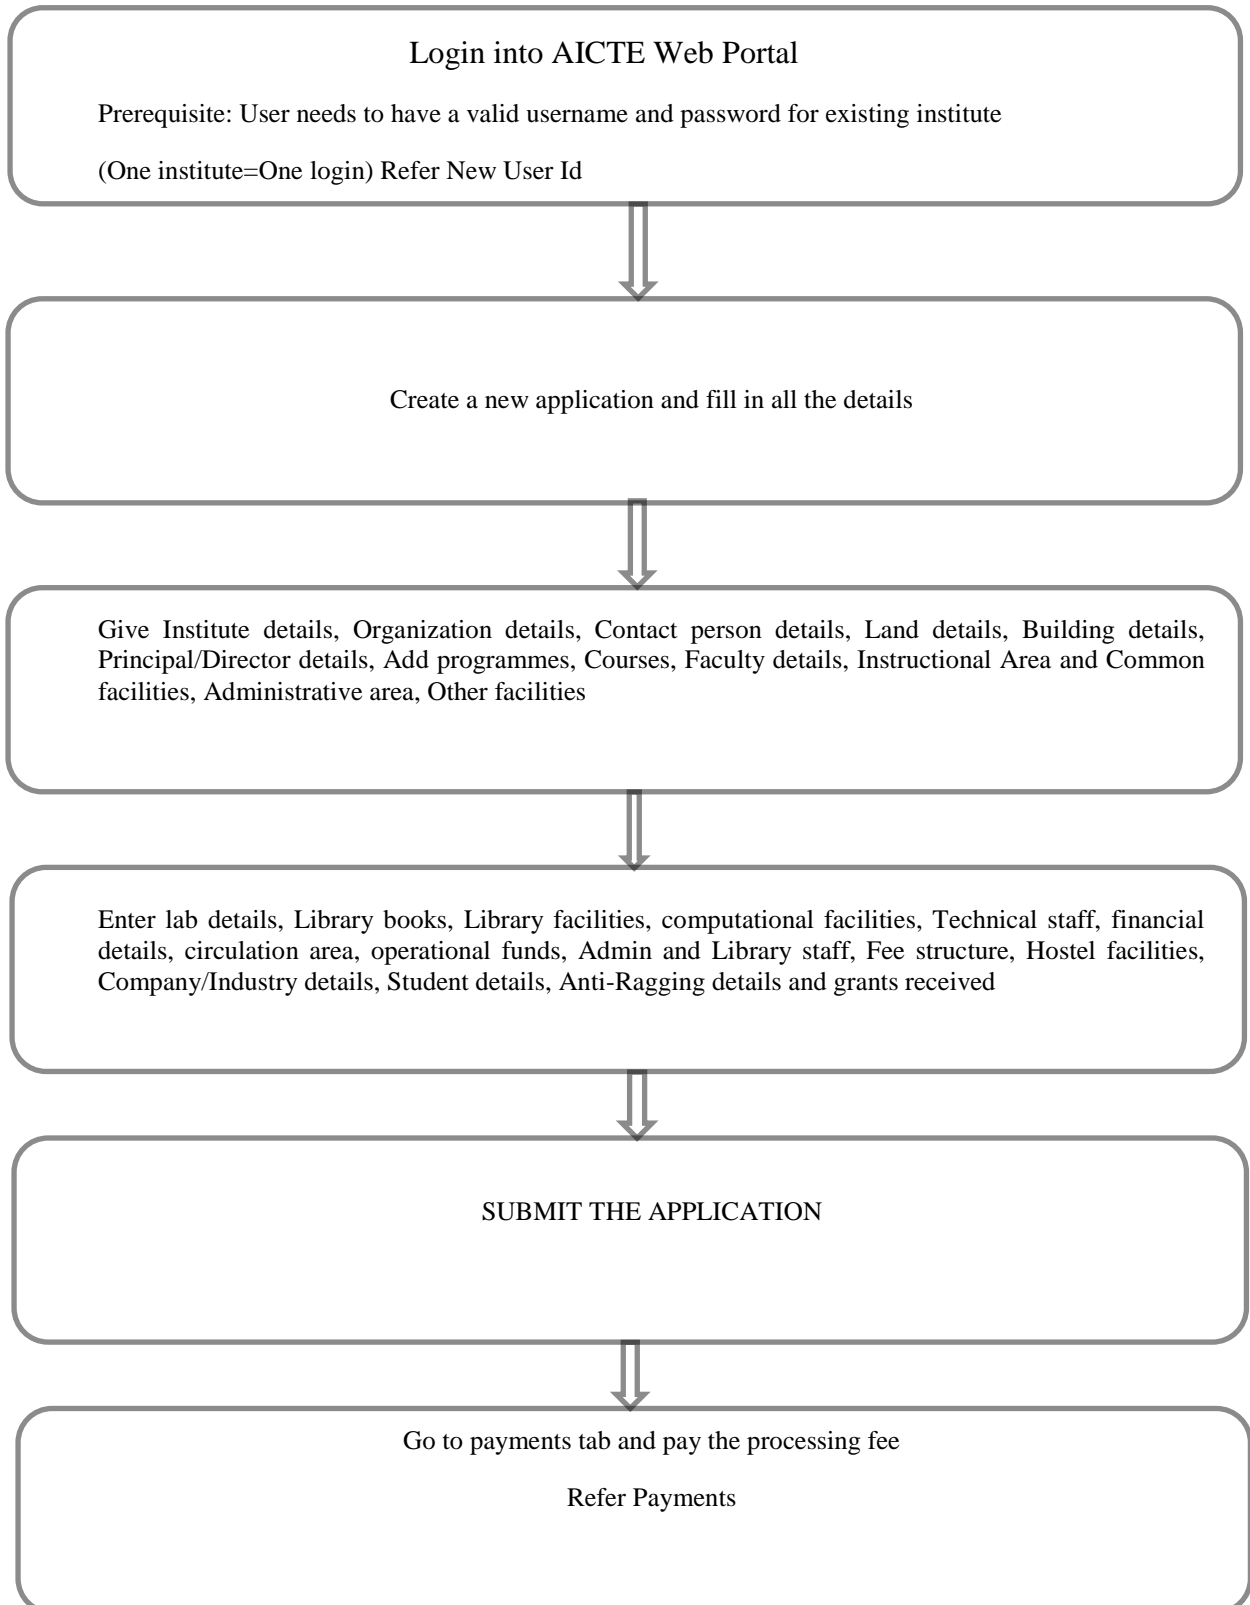 Login into AICTE Web Portal
Prerequisite: User needs to have a valid username and password for existing institute
(One institute=One login) Refer New User Id
Create a new application and fill in all the details
Give Institute details, Organization details, Contact person details, Land details, Building details,
Principal/Director details, Add programmes, Courses, Faculty details, Instructional Area and Common
facilities, Administrative area, Other facilities
Enter lab details, Library books, Library facilities, computational facilities, Technical staff, financial
details, circulation area, operational funds, Admin and Library staff, Fee structure, Hostel facilities,
Company/Industry details, Student details, Anti-Ragging details and grants received
SUBMIT THE APPLICATION
Go to payments tab and pay the processing fee
Refer Payments